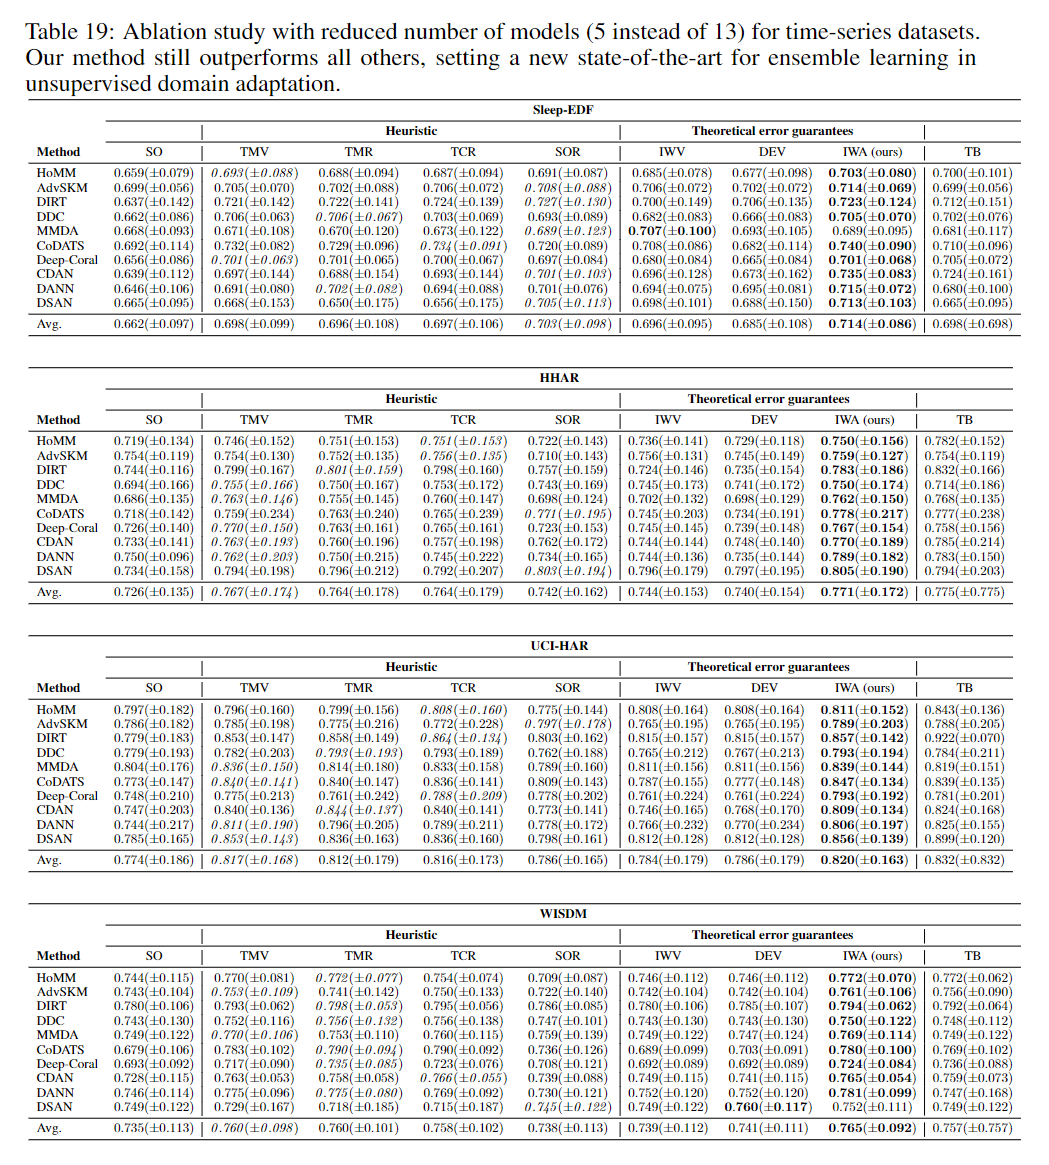 Table 19: Ablation study with reduced number of models (5 instead of 13) for time-series datasets.
Our method still outperforms all others, setting a new state-of-the-art for ensemble learning in
unsupervised domain adaptation.
Sleep-EDF
Heuristic Theoretical error guarantees
Method SO TMV TMR TCR SOR IWV DEV IWA (ours) TB
HoMM 0.659(±0.079) 0.693(±0.088) 0.688(±0.094) 0.687(±0.094) 0.691(±0.087) 0.685(±0.078) 0.677(±0.098) 0.703(±0.080) 0.700(±0.101)
AdvSKM 0.699(±0.056) 0.705(±0.070) 0.702(±0.088) 0.706(±0.088) 0.708(±0.088) 0.706(±0.072) 0.702(±0.072) 0.714(±0.069) 0.699(±0.056)
DIRT 0.637(±0.142) 0.721(±0.142) 0.722(±0.141) 0.724(±0.139) 0.727(±0.130) 0.700(±0.149) 0.706(±0.135) 0.723(±0.124) 0.712(±0.151)
DDC 0.662(±0.086) 0.706(±0.063) 0.706(±0.067) 0.703(±0.069) 0.693(±0.089) 0.682(±0.083) 0.666(±0.083) 0.705(±0.070) 0.702(±0.076)
MMDA 0.668(±0.093) 0.671(±0.108) 0.670(±0.120) 0.673(±0.122) 0.689(±0.123) 0.707(±0.100) 0.693(±0.105) 0.689(±0.095) 0.681(±0.117)
CoDATS 0.692(±0.114) 0.732(±0.082) 0.729(±0.096) 0.734(±0.091) 0.720(±0.089) 0.708(±0.086) 0.682(±0.114) 0.740(±0.090) 0.710(±0.096)
Deep-Coral 0.656(±0.086) 0.701(±0.063) 0.701(±0.065) 0.700(±0.067) 0.697(±0.084) 0.680(±0.084) 0.665(±0.084) 0.701(±0.068) 0.705(±0.072)
CDAN 0.639(±0.112) 0.697(±0.144) 0.688(±0.154) 0.693(±0.144) 0.701(±0.103) 0.696(±0.128) 0.673(±0.162) 0.735(±0.083) 0.724(±0.161)
DANN 0.646(±0.106) 0.691(±0.080) 0.702(±0.082) 0.694(±0.088) 0.701(±0.076) 0.694(±0.075) 0.695(±0.081) 0.715(±0.072) 0.680(±0.100)
DSAN 0.665(±0.095) 0.668(±0.153) 0.650(±0.175) 0.656(±0.175) 0.705(±0.113) 0.698(±0.101) 0.688(±0.150) 0.713(±0.103) 0.665(±0.095)
Avg. 0.662(±0.097) 0.698(±0.099) 0.696(±0.108) 0.697(±0.106) 0.703(±0.098) 0.696(±0.095) 0.685(±0.108) 0.714(±0.086) 0.698(±0.698)
HHAR
Heuristic Theoretical error guarantees
Method SO TMV TMR TCR SOR IWV DEV IWA (ours) TB
HoMM 0.719(±0.134) 0.746(±0.152) 0.751(±0.153) 0.751(±0.153) 0.722(±0.143) 0.736(±0.141) 0.729(±0.118) 0.750(±0.156) 0.782(±0.152)
AdvSKM 0.754(±0.119) 0.754(±0.130) 0.752(±0.135) 0.756(±0.135) 0.710(±0.143) 0.756(±0.131) 0.745(±0.149) 0.759(±0.127) 0.754(±0.119)
DIRT 0.744(±0.116) 0.799(±0.167) 0.801(±0.159) 0.798(±0.160) 0.757(±0.159) 0.724(±0.146) 0.735(±0.154) 0.783(±0.186) 0.832(±0.166)
DDC 0.694(±0.166) 0.755(±0.166) 0.750(±0.167) 0.753(±0.172) 0.743(±0.169) 0.745(±0.173) 0.741(±0.172) 0.750(±0.174) 0.714(±0.186)
MMDA 0.686(±0.135) 0.763(±0.146) 0.755(±0.145) 0.760(±0.147) 0.698(±0.124) 0.702(±0.132) 0.698(±0.129) 0.762(±0.150) 0.768(±0.135)
CoDATS 0.718(±0.142) 0.759(±0.234) 0.763(±0.240) 0.765(±0.239) 0.771(±0.195) 0.745(±0.203) 0.734(±0.191) 0.778(±0.217) 0.777(±0.238)
Deep-Coral 0.726(±0.140) 0.770(±0.150) 0.763(±0.161) 0.765(±0.161) 0.723(±0.153) 0.745(±0.145) 0.739(±0.148) 0.767(±0.154) 0.758(±0.156)
CDAN 0.733(±0.141) 0.763(±0.193) 0.760(±0.196) 0.757(±0.198) 0.762(±0.172) 0.744(±0.144) 0.748(±0.140) 0.770(±0.189) 0.785(±0.214)
DANN 0.750(±0.096) 0.762(±0.203) 0.750(±0.215) 0.745(±0.222) 0.734(±0.165) 0.744(±0.136) 0.735(±0.144) 0.789(±0.182) 0.783(±0.150)
DSAN 0.734(±0.158) 0.794(±0.198) 0.796(±0.212) 0.792(±0.207) 0.803(±0.194) 0.796(±0.179) 0.797(±0.195) 0.805(±0.190) 0.794(±0.203)
Avg. 0.726(±0.135) 0.767(±0.174) 0.764(±0.178) 0.764(±0.179) 0.742(±0.162) 0.744(±0.153) 0.740(±0.154) 0.771(±0.172) 0.775(±0.775)
UCI-HAR
Heuristic Theoretical error guarantees
Method SO TMV TMR TCR SOR IWV DEV IWA (ours) TB
HoMM 0.797(±0.182) 0.796(±0.160) 0.799(±0.156) 0.808(±0.160) 0.775(±0.144) 0.808(±0.164) 0.808(±0.164) 0.811(±0.152) 0.843(±0.136)
AdvSKM 0.786(±0.182) 0.785(±0.198) 0.775(±0.216) 0.772(±0.228) 0.797(±0.178) 0.765(±0.195) 0.765(±0.195) 0.789(±0.203) 0.788(±0.205)
DIRT 0.779(±0.183) 0.853(±0.147) 0.858(±0.149) 0.864(±0.134) 0.803(±0.162) 0.815(±0.157) 0.815(±0.157) 0.857(±0.142) 0.922(±0.070)
DDC 0.779(±0.193) 0.782(±0.203) 0.793(±0.193) 0.793(±0.189) 0.762(±0.188) 0.765(±0.212) 0.767(±0.213) 0.793(±0.194) 0.784(±0.211)
MMDA 0.804(±0.176) 0.836(±0.150) 0.814(±0.180) 0.833(±0.158) 0.789(±0.160) 0.811(±0.156) 0.811(±0.156) 0.839(±0.144) 0.819(±0.151)
CoDATS 0.773(±0.147) 0.840(±0.141) 0.840(±0.147) 0.836(±0.141) 0.809(±0.143) 0.787(±0.155) 0.777(±0.148) 0.847(±0.134) 0.839(±0.135)
Deep-Coral 0.748(±0.210) 0.775(±0.213) 0.761(±0.242) 0.788(±0.209) 0.778(±0.202) 0.761(±0.224) 0.761(±0.224) 0.793(±0.192) 0.781(±0.201)
CDAN 0.747(±0.203) 0.840(±0.136) 0.844(±0.137) 0.840(±0.141) 0.773(±0.141) 0.746(±0.165) 0.768(±0.170) 0.809(±0.134) 0.824(±0.168)
DANN 0.744(±0.217) 0.811(±0.190) 0.796(±0.205) 0.789(±0.211) 0.778(±0.172) 0.766(±0.232) 0.770(±0.234) 0.806(±0.197) 0.825(±0.155)
DSAN 0.785(±0.165) 0.853(±0.143) 0.836(±0.163) 0.836(±0.160) 0.798(±0.161) 0.812(±0.128) 0.812(±0.128) 0.856(±0.139) 0.899(±0.120)
Avg. 0.774(±0.186) 0.817(±0.168) 0.812(±0.179) 0.816(±0.173) 0.786(±0.165) 0.784(±0.179) 0.786(±0.179) 0.820(±0.163) 0.832(±0.832)
WISDM
Heuristic Theoretical error guarantees
Method SO TMV TMR TCR SOR IWV DEV IWA (ours) TB
HoMM 0.744(±0.115) 0.770(±0.081) 0.772(±0.077) 0.754(±0.074) 0.709(±0.087) 0.746(±0.112) 0.746(±0.112) 0.772(±0.070) 0.772(±0.062)
AdvSKM 0.743(±0.104) 0.753(±0.109) 0.741(±0.142) 0.750(±0.133) 0.722(±0.140) 0.742(±0.104) 0.742(±0.104) 0.761(±0.106) 0.756(±0.090)
DIRT 0.780(±0.106) 0.793(±0.062) 0.798(±0.053) 0.795(±0.056) 0.786(±0.085) 0.780(±0.106) 0.785(±0.107) 0.794(±0.062) 0.792(±0.064)
DDC 0.743(±0.130) 0.752(±0.116) 0.756(±0.132) 0.756(±0.138) 0.747(±0.101) 0.743(±0.130) 0.743(±0.130) 0.750(±0.122) 0.748(±0.112)
MMDA 0.749(±0.122) 0.770(±0.106) 0.753(±0.110) 0.760(±0.115) 0.759(±0.139) 0.749(±0.122) 0.747(±0.124) 0.769(±0.114) 0.749(±0.122)
CoDATS 0.679(±0.106) 0.783(±0.102) 0.790(±0.094) 0.790(±0.092) 0.736(±0.126) 0.689(±0.099) 0.703(±0.091) 0.780(±0.100) 0.769(±0.102)
Deep-Coral 0.693(±0.092) 0.717(±0.090) 0.735(±0.085) 0.723(±0.076) 0.708(±0.121) 0.692(±0.089) 0.692(±0.089) 0.724(±0.084) 0.736(±0.088)
CDAN 0.728(±0.115) 0.763(±0.053) 0.758(±0.058) 0.766(±0.055) 0.739(±0.088) 0.749(±0.115) 0.741(±0.115) 0.765(±0.054) 0.759(±0.073)
DANN 0.746(±0.114) 0.775(±0.096) 0.775(±0.080) 0.769(±0.092) 0.730(±0.121) 0.752(±0.120) 0.752(±0.120) 0.781(±0.099) 0.747(±0.168)
DSAN 0.749(±0.122) 0.729(±0.167) 0.718(±0.185) 0.715(±0.187) 0.745(±0.122) 0.749(±0.122) 0.760(±0.117) 0.752(±0.111) 0.749(±0.122)
Avg. 0.735(±0.113) 0.760(±0.098) 0.760(±0.101) 0.758(±0.102) 0.738(±0.113) 0.739(±0.112) 0.741(±0.111) 0.765(±0.092) 0.757(±0.757)